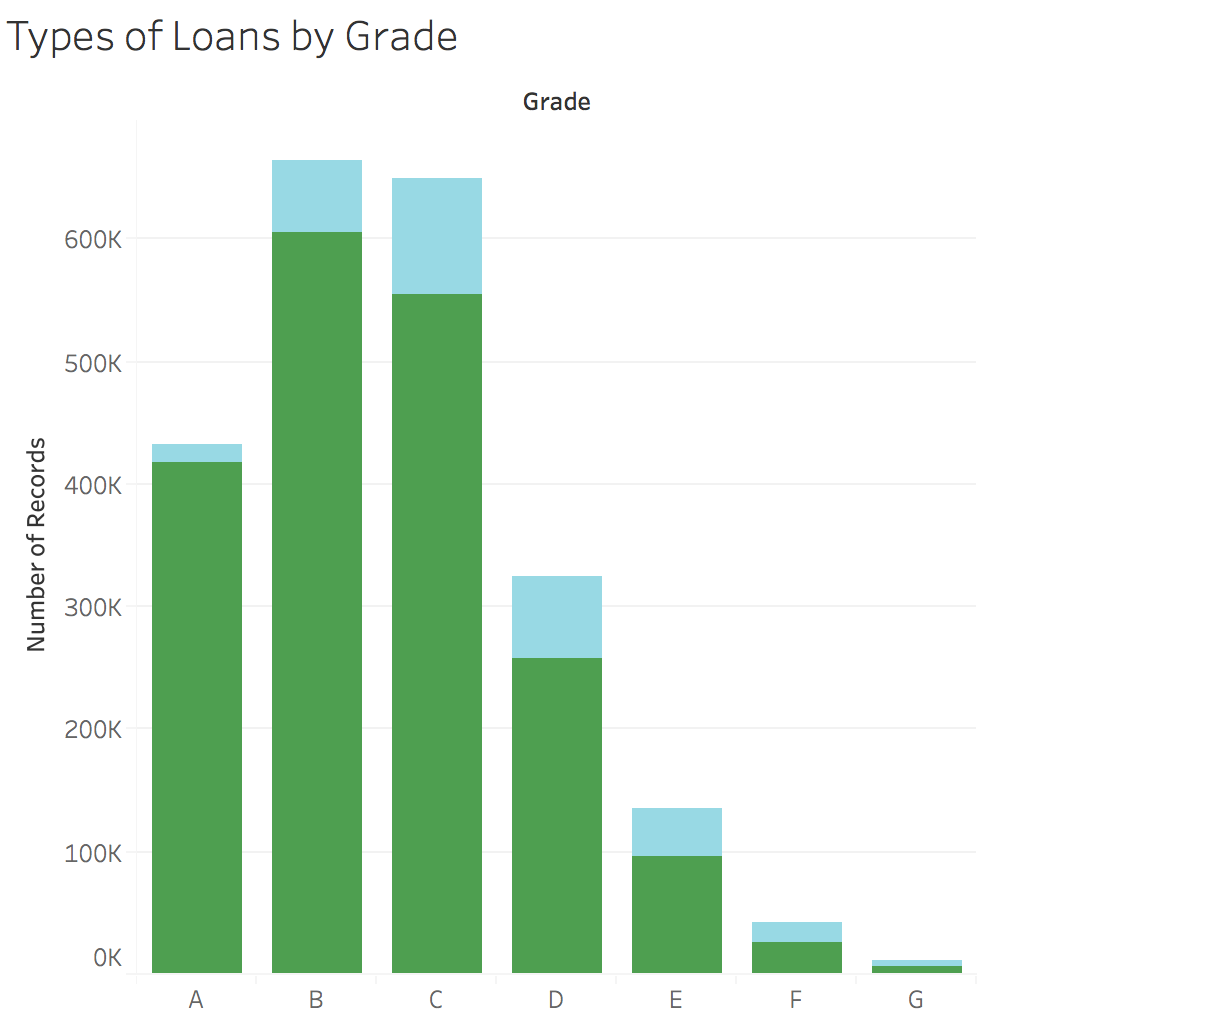 Types of Loans by Grade
Grade
Number of Records
600K
500K
400K
300K
200K
100K
0K
A B C D E F G